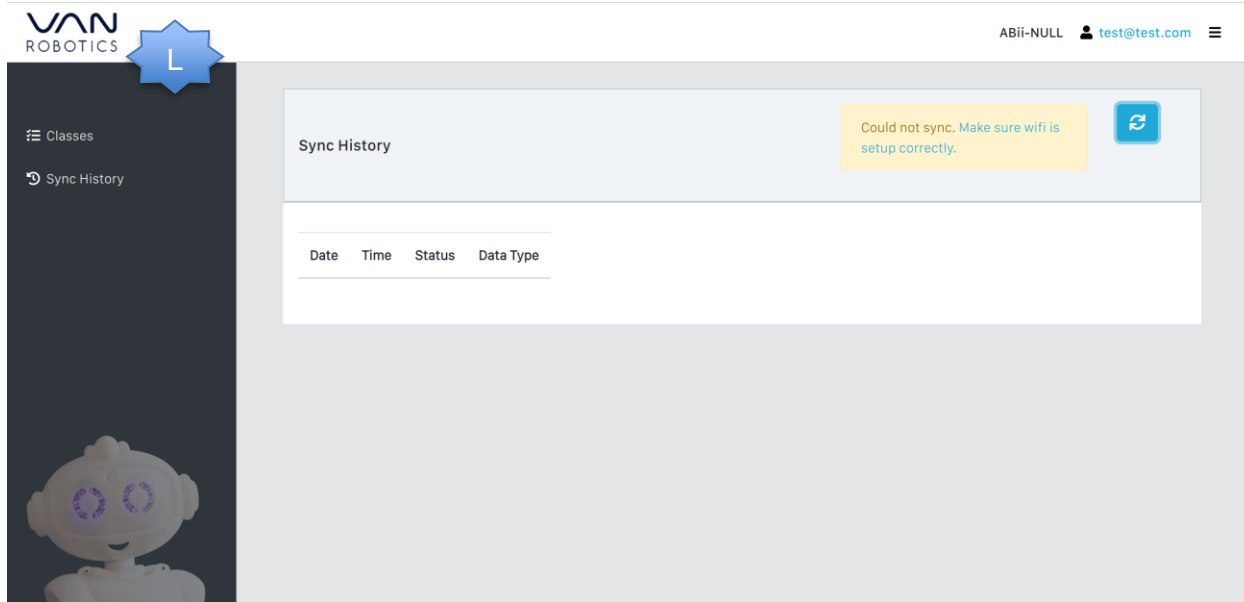 VAN
ROBOTICS
L
ABii-NULL test@test.com
Classes
Sync History
Sync History
Could not sync. Make sure wifi is
setup correctly.
Date Time Status Data Type